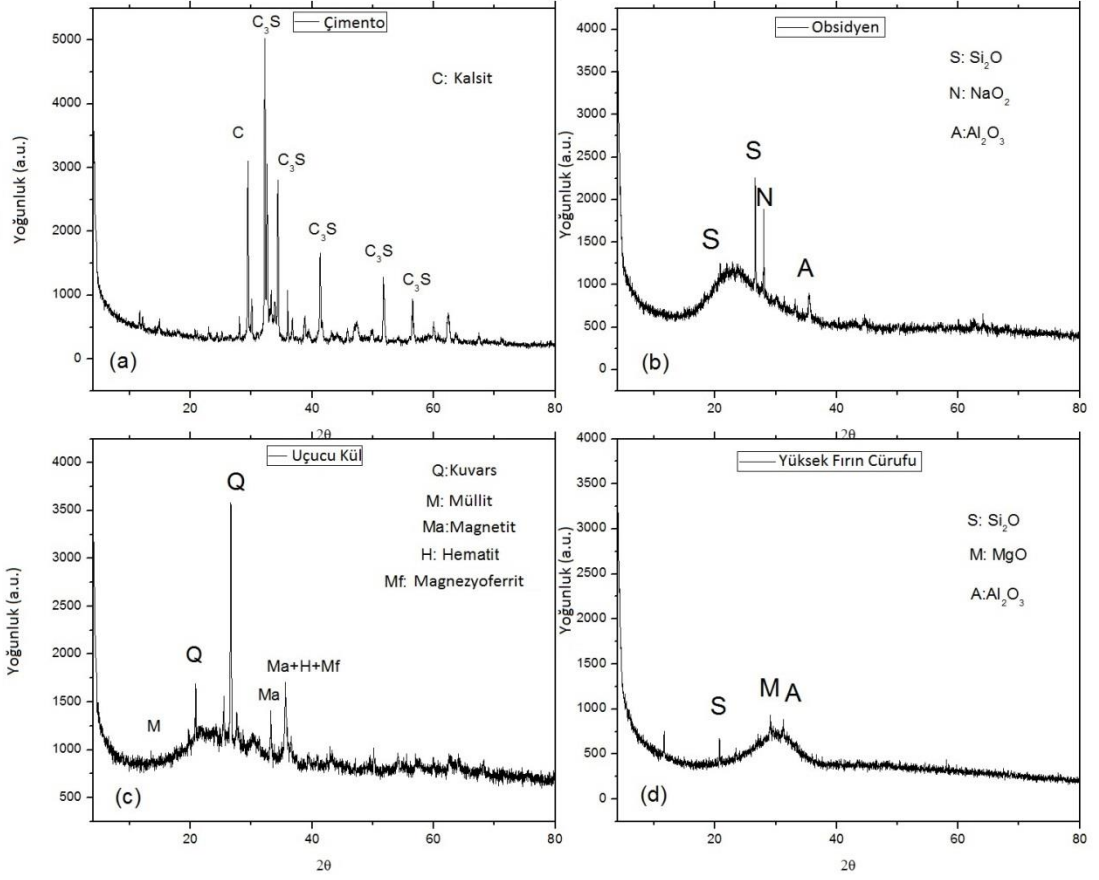 Çimento
C₃S
C: Kalsit
C
C₃S
C₃S
C₃S
C₃S
Yoğunluk (a.u.)
5000
4000
3000
2000
1000
0
(a)
20
40
60
80
2θ
Obsidyen
S: Si₂O
N: NaO₂
A:Al₂O₃
S
N
S
A
Yoğunluk (a.u.)
4000
3500
3000
2500
2000
1500
1000
500
0
(b)
20
40
60
80
2θ
Uçucu Kül
Q:Kuvars
M: Müllit
Ma:Magnetit
H: Hematit
Mf: Magnezyoferrit
Q
Q
Ma+H+Mf
Ma
M
Yoğunluk (a.u.)
4000
3500
3000
2500
2000
1500
1000
500
(c)
20
40
60
80
2θ
Yüksek Fırın Cürufu
S: Si₂O
M: MgO
A:Al₂O₃
S
M
A
Yoğunluk (a.u.)
4000
3500
3000
2500
2000
1500
1000
500
0
(d)
20
40
60
80
2θ